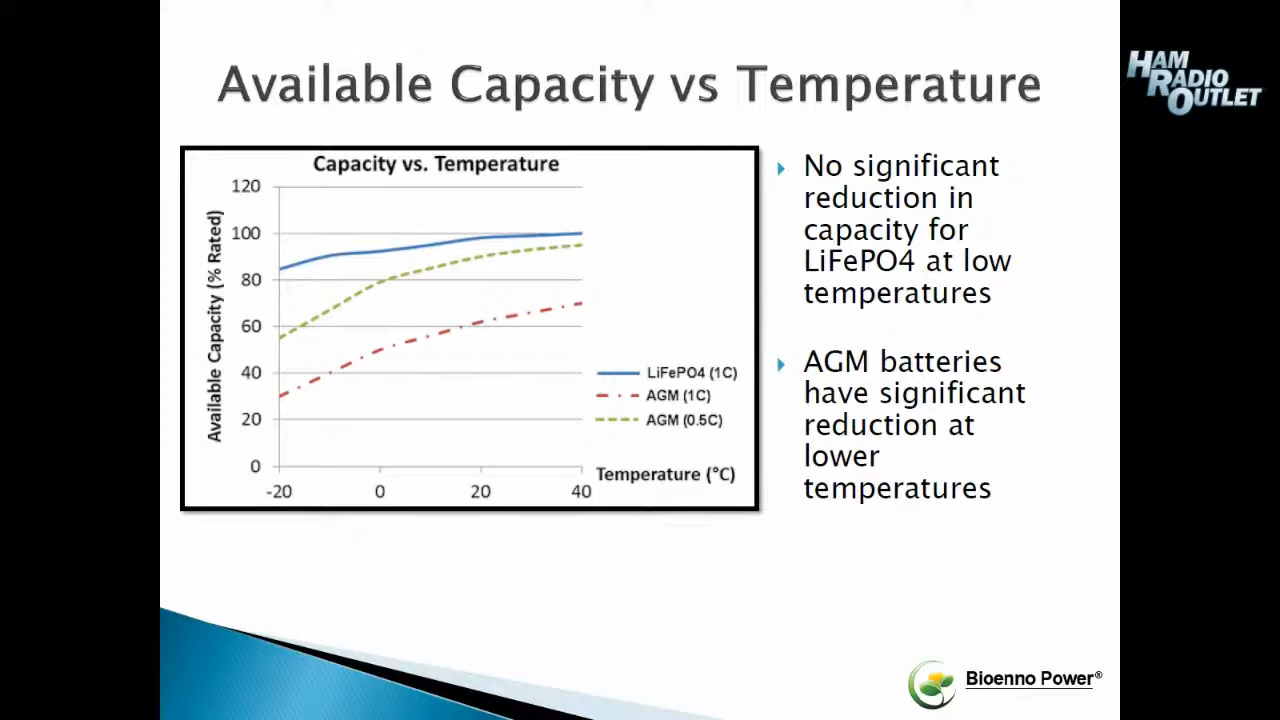 Available Capacity vs Temperature
HAM
RADIO
OUTLET
Capacity vs. Temperature
Available Capacity (% Rated)
120
100
80
60
40
20
0
-20
0
20
40
Temperature (°C)
LiFePO4 (1C)
AGM (1C)
AGM (0.5C)
No significant
reduction in
capacity for
LiFePO4 at low
temperatures
AGM batteries
have significant
reduction at
lower
temperatures
Bioenno Power®